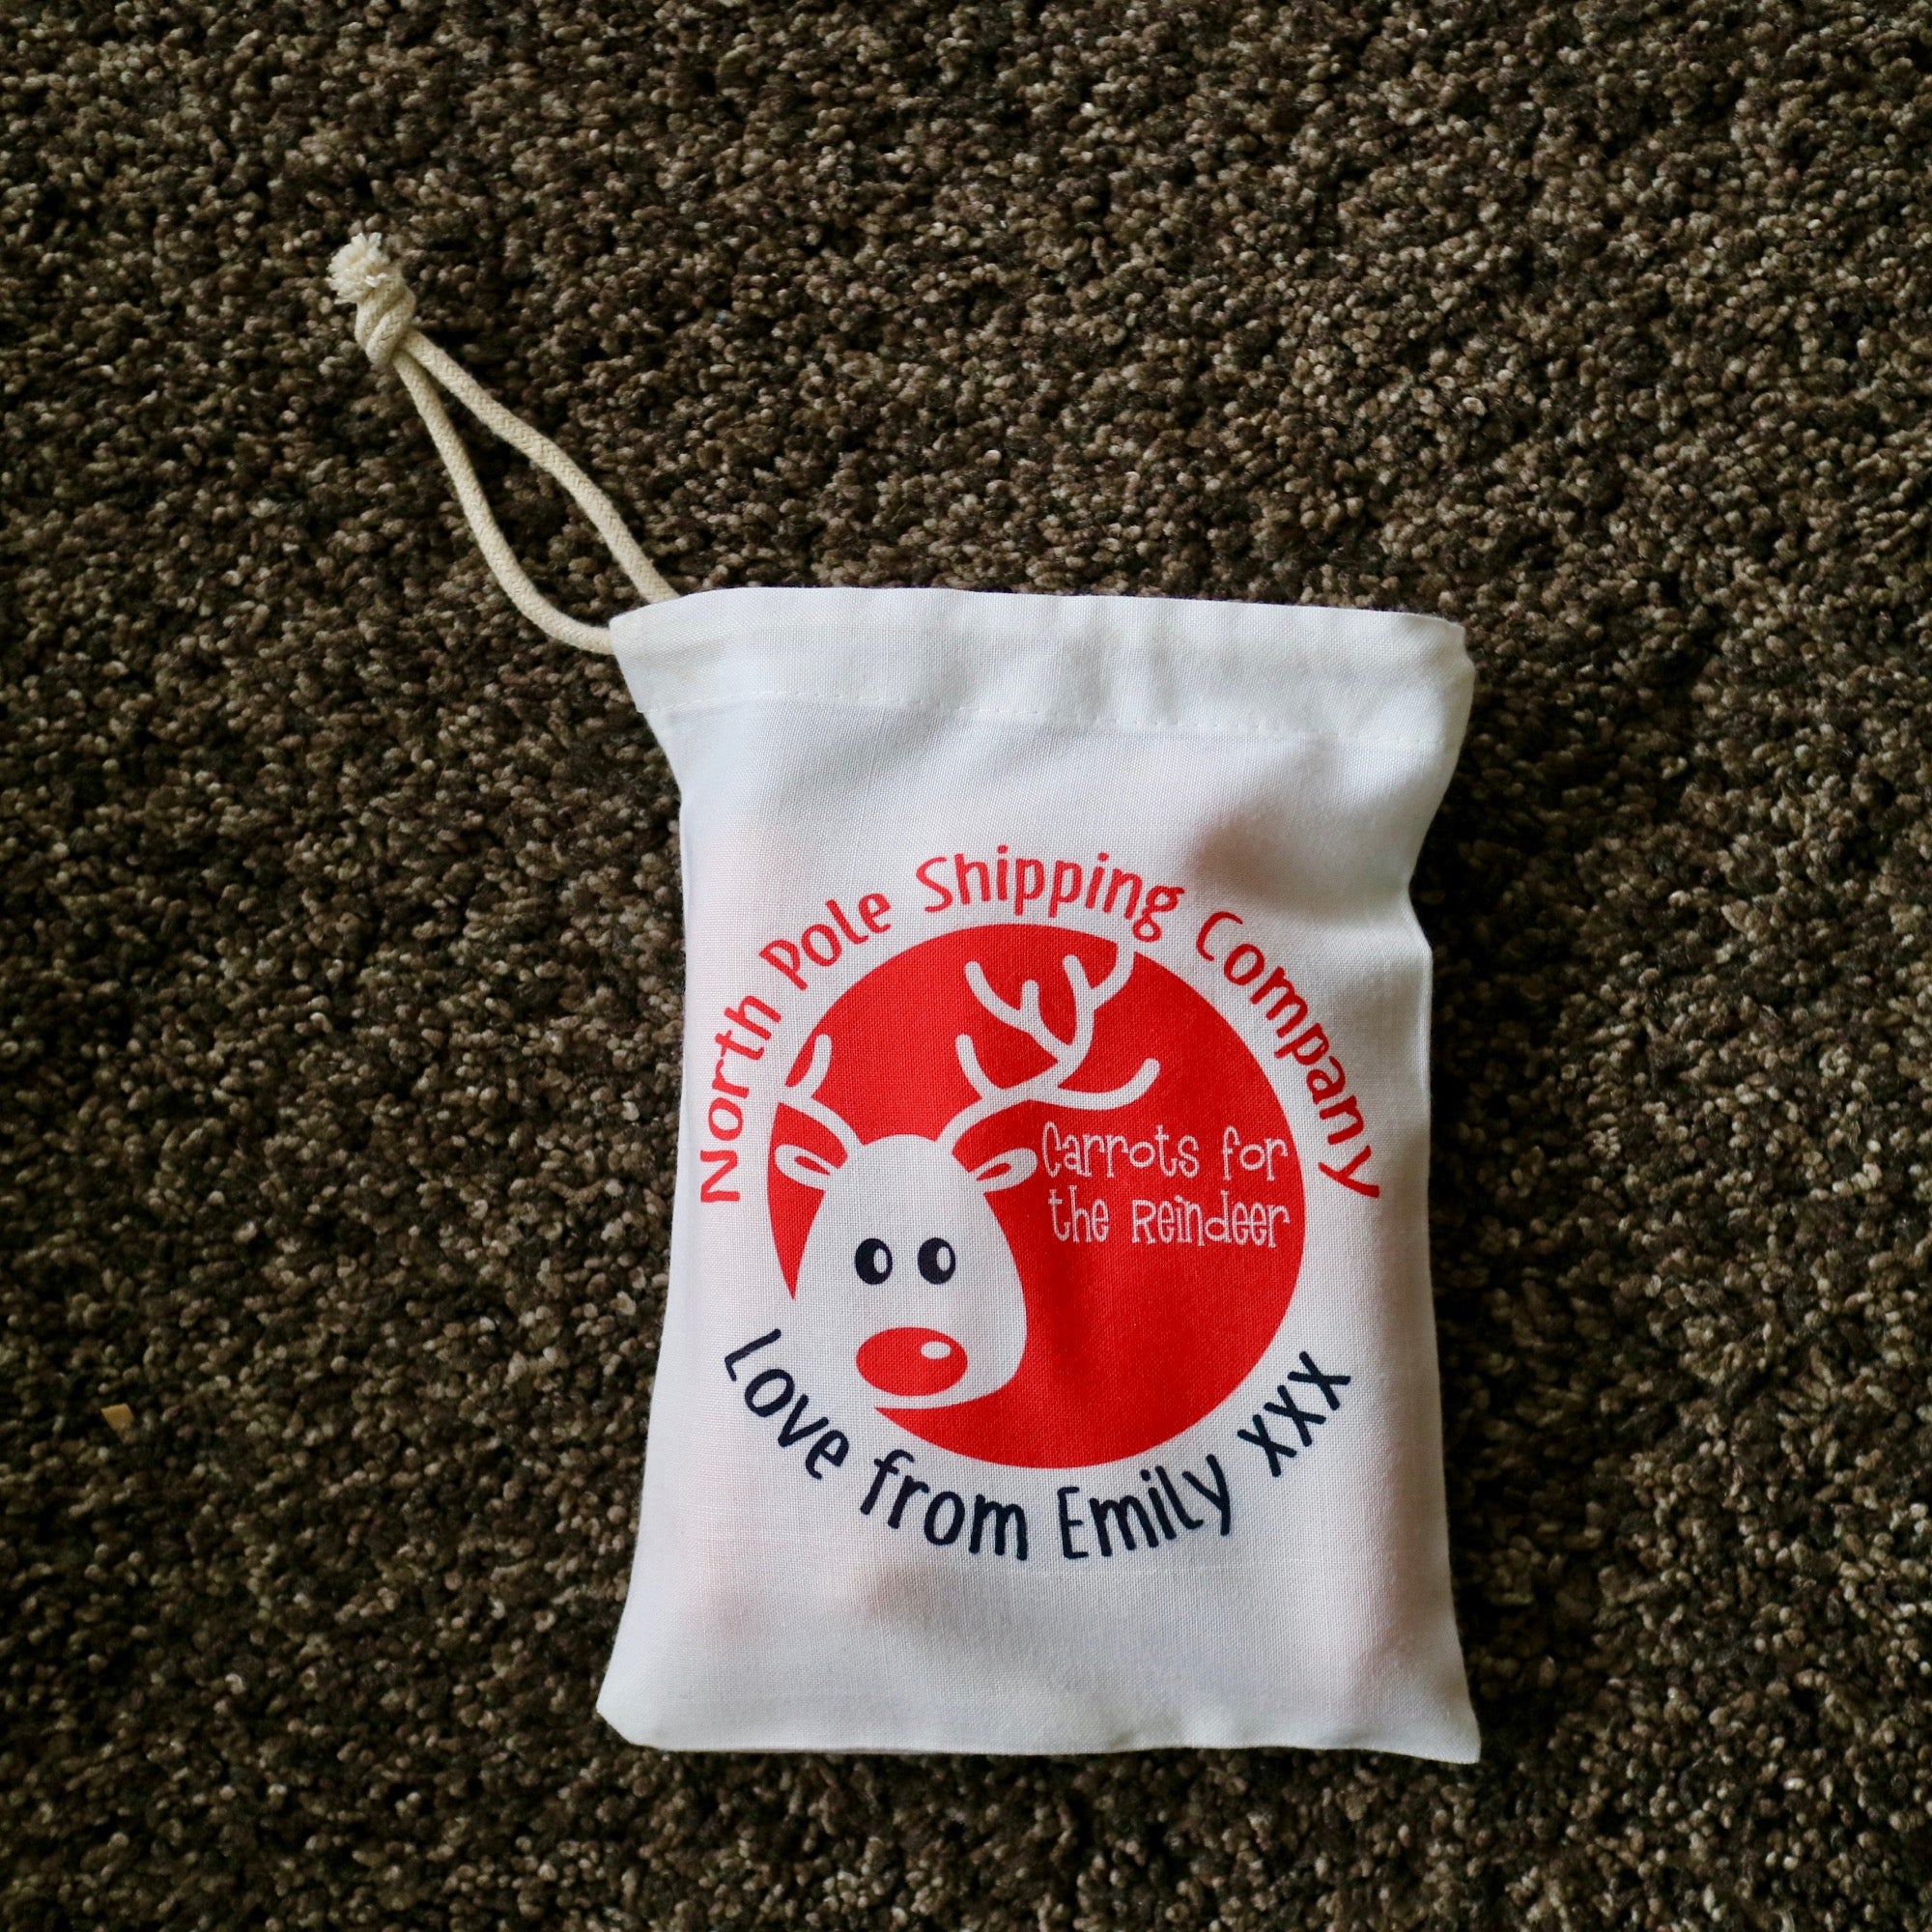 North Pole Shipping Company
Carrots for
the Reindeer
Love from Emily xxx